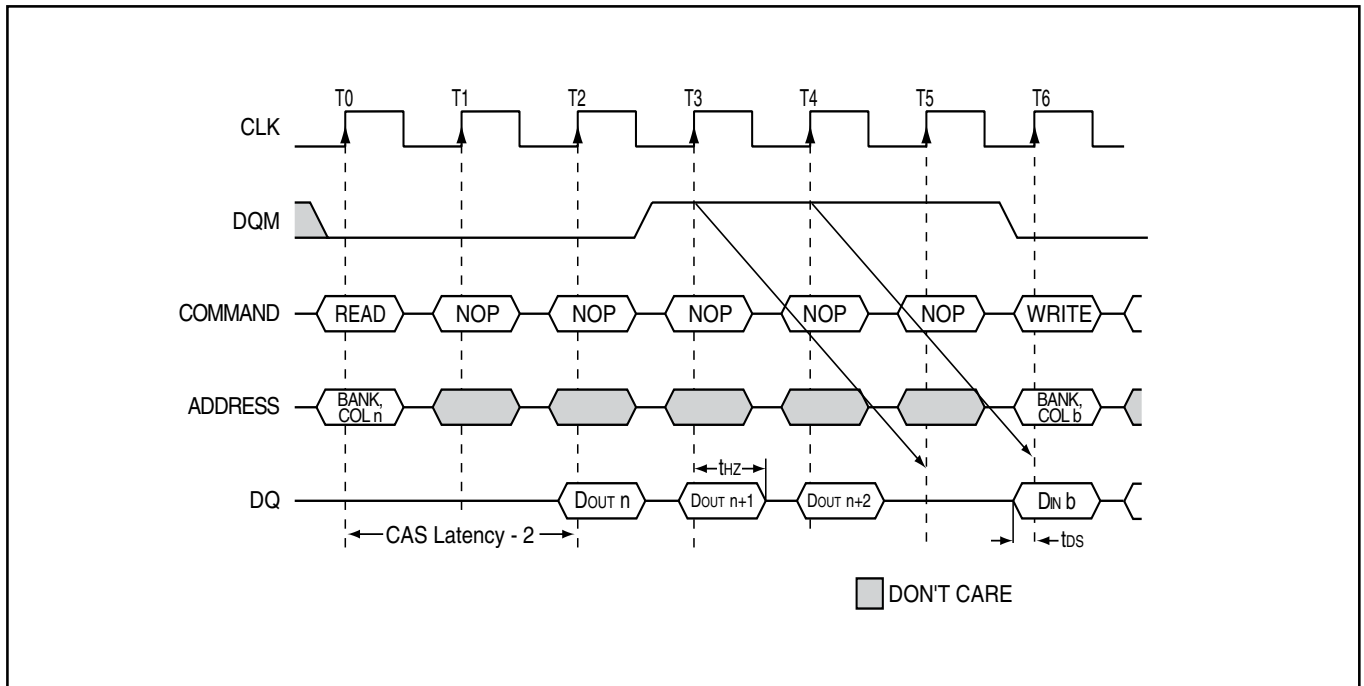 T0 T1 T2 T3 T4 T5 T6
CLK
DQM
COMMAND READ NOP NOP NOP NOP NOP WRITE
ADDRESS BANK, COL n BANK, COL b
tHZ
DQ DOUT n DOUT n+1 DOUT n+2 DIN b
CAS Latency - 2 tDS
DON'T CARE